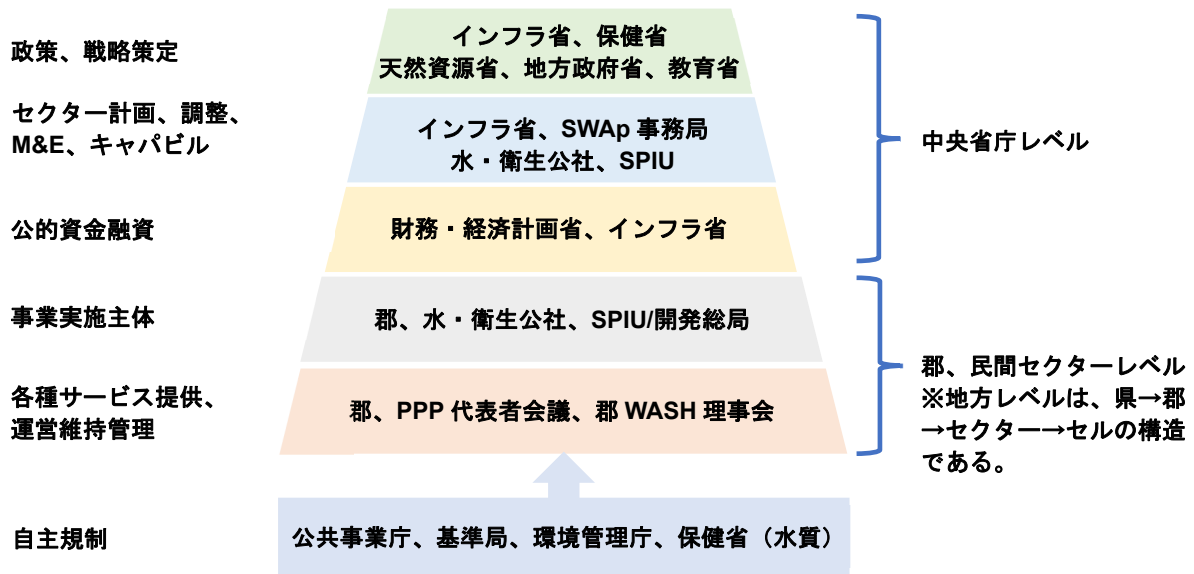 政策、戦略策定
インフラ省、保健省
天然資源省、地方政府省、教育省
セクター計画、調整、
M&E、キャパビル
インフラ省、SWAp 事務局
水・衛生公社、SPIU
中央省庁レベル
公的資金融資
財務・経済計画省、インフラ省
事業実施主体
郡、水・衛生公社、SPIU/開発総局
各種サービス提供、
運営維持管理
郡、PPP 代表者会議、郡 WASH 理事会
郡、民間セクターレベル
※地方レベルは、県→郡
→セクター→セルの構造
である。
自主規制
公共事業庁、基準局、環境管理庁、保健省（水質）